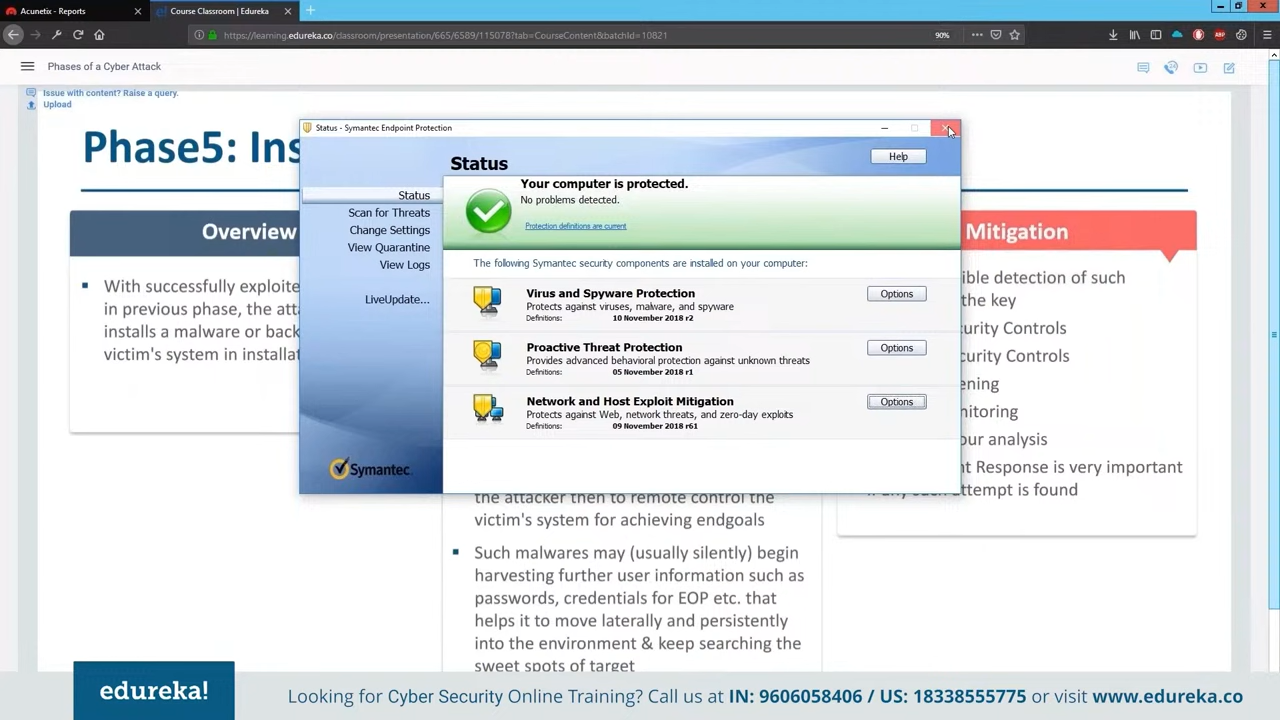 Acunetix - Reports
Course Classroom | Edureka
https://learning.edureka.co/classroom/presentation/665/6589/115078?tab=CourseContent&batchId=10821
90%
ABP
Phases of a Cyber Attack
Issue with content? Raise a query.
Upload
Phase5: Ins
Status - Symantec Endpoint Protection
Status
Help
Status
Scan for Threats
Change Settings
View Quarantine
View Logs
LiveUpdate...
Symantec.
Your computer is protected.
No problems detected.
Protection definitions are current
The following Symantec security components are installed on your computer:
Virus and Spyware Protection
Protects against viruses, malware, and spyware
Definitions: 10 November 2018 r2
Options
Proactive Threat Protection
Provides advanced behavioral protection against unknown threats
Definitions: 05 November 2018 r1
Options
Network and Host Exploit Mitigation
Protects against Web, network threats, and zero-day exploits
Definitions: 09 November 2018 r61
Options
Overview
With successfully exploite
in previous phase, the atta
installs a malware or back
victim's system in installat
the attacker then to remote control the
victim's system for achieving endgoals
Such malwares may (usually silently) begin
harvesting further user information such as
passwords, credentials for EOP etc. that
helps it to move laterally and persistently
into the environment & keep searching the
sweet spots of target
Mitigation
ible detection of such
the key
curity Controls
curity Controls
ening
nitoring
our analysis
nt Response is very important
if any such attempt is found
edureka!
Looking for Cyber Security Online Training? Call us at IN: 9606058406 / US: 18338555775 or visit www.edureka.co